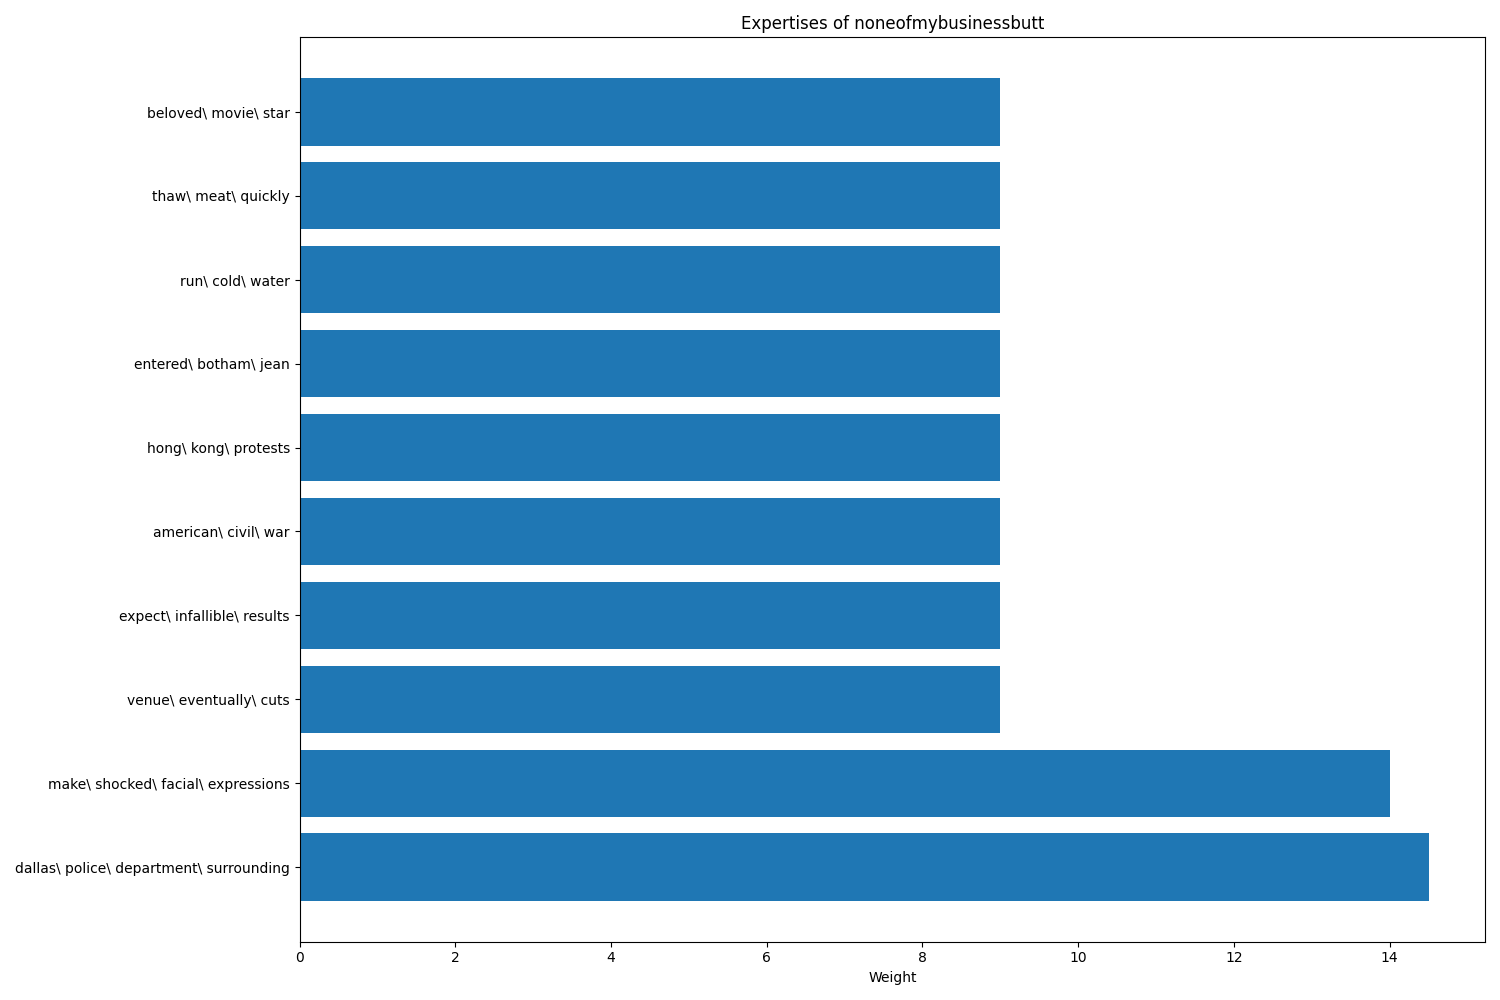 Expertises of noneofmybusinessbutt
beloved\ movie\ star
thaw\ meat\ quickly
run\ cold\ water
entered\ botham\ jean
hong\ kong\ protests
american\ civil\ war
expect\ infallible\ results
venue\ eventually\ cuts
make\ shocked\ facial\ expressions
dallas\ police\ department\ surrounding
0 2 4 6 8 10 12 14
Weight